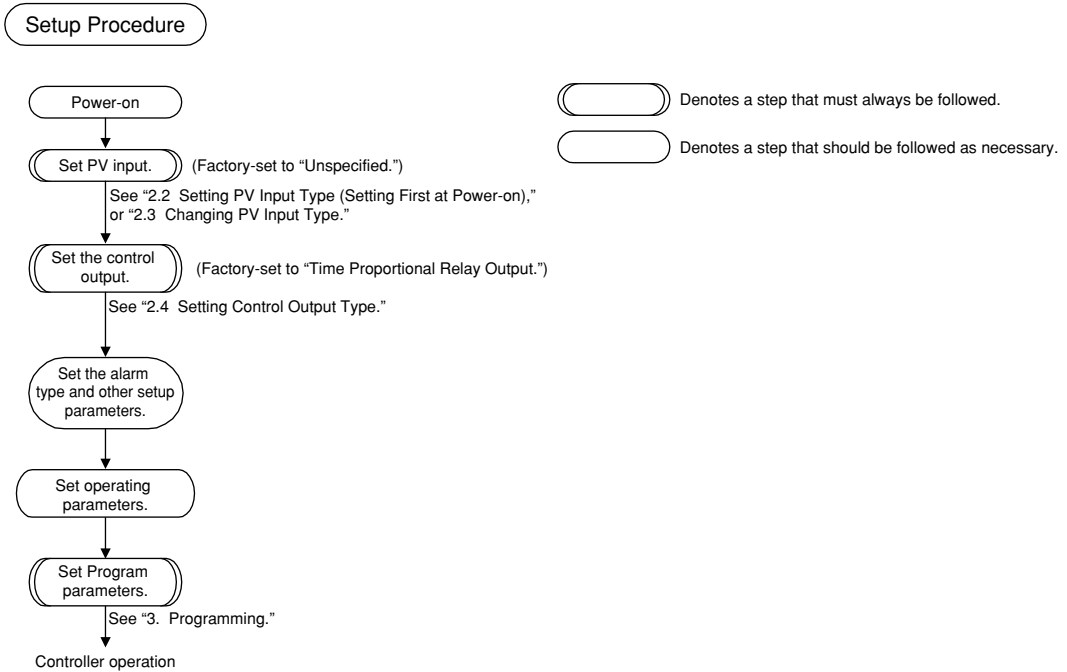 Setup Procedure
Power-on
Denotes a step that must always be followed.
Set PV input.
(Factory-set to “Unspecified.”)
Denotes a step that should be followed as necessary.
See “2.2 Setting PV Input Type (Setting First at Power-on),”
or “2.3 Changing PV Input Type.”
Set the control
output.
(Factory-set to “Time Proportional Relay Output.”)
See “2.4 Setting Control Output Type.”
Set the alarm
type and other setup
parameters.
Set operating
parameters.
Set Program
parameters.
See “3. Programming.”
Controller operation